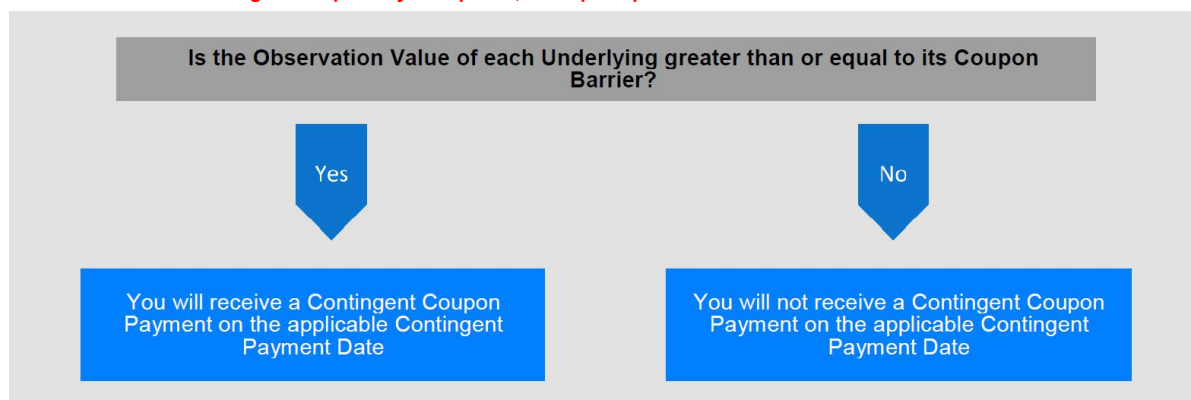 Is the Observation Value of each Underlying greater than or equal to its Coupon
Barrier?
Yes
No
You will receive a Contingent Coupon
Payment on the applicable Contingent
Payment Date
You will not receive a Contingent Coupon
Payment on the applicable Contingent
Payment Date